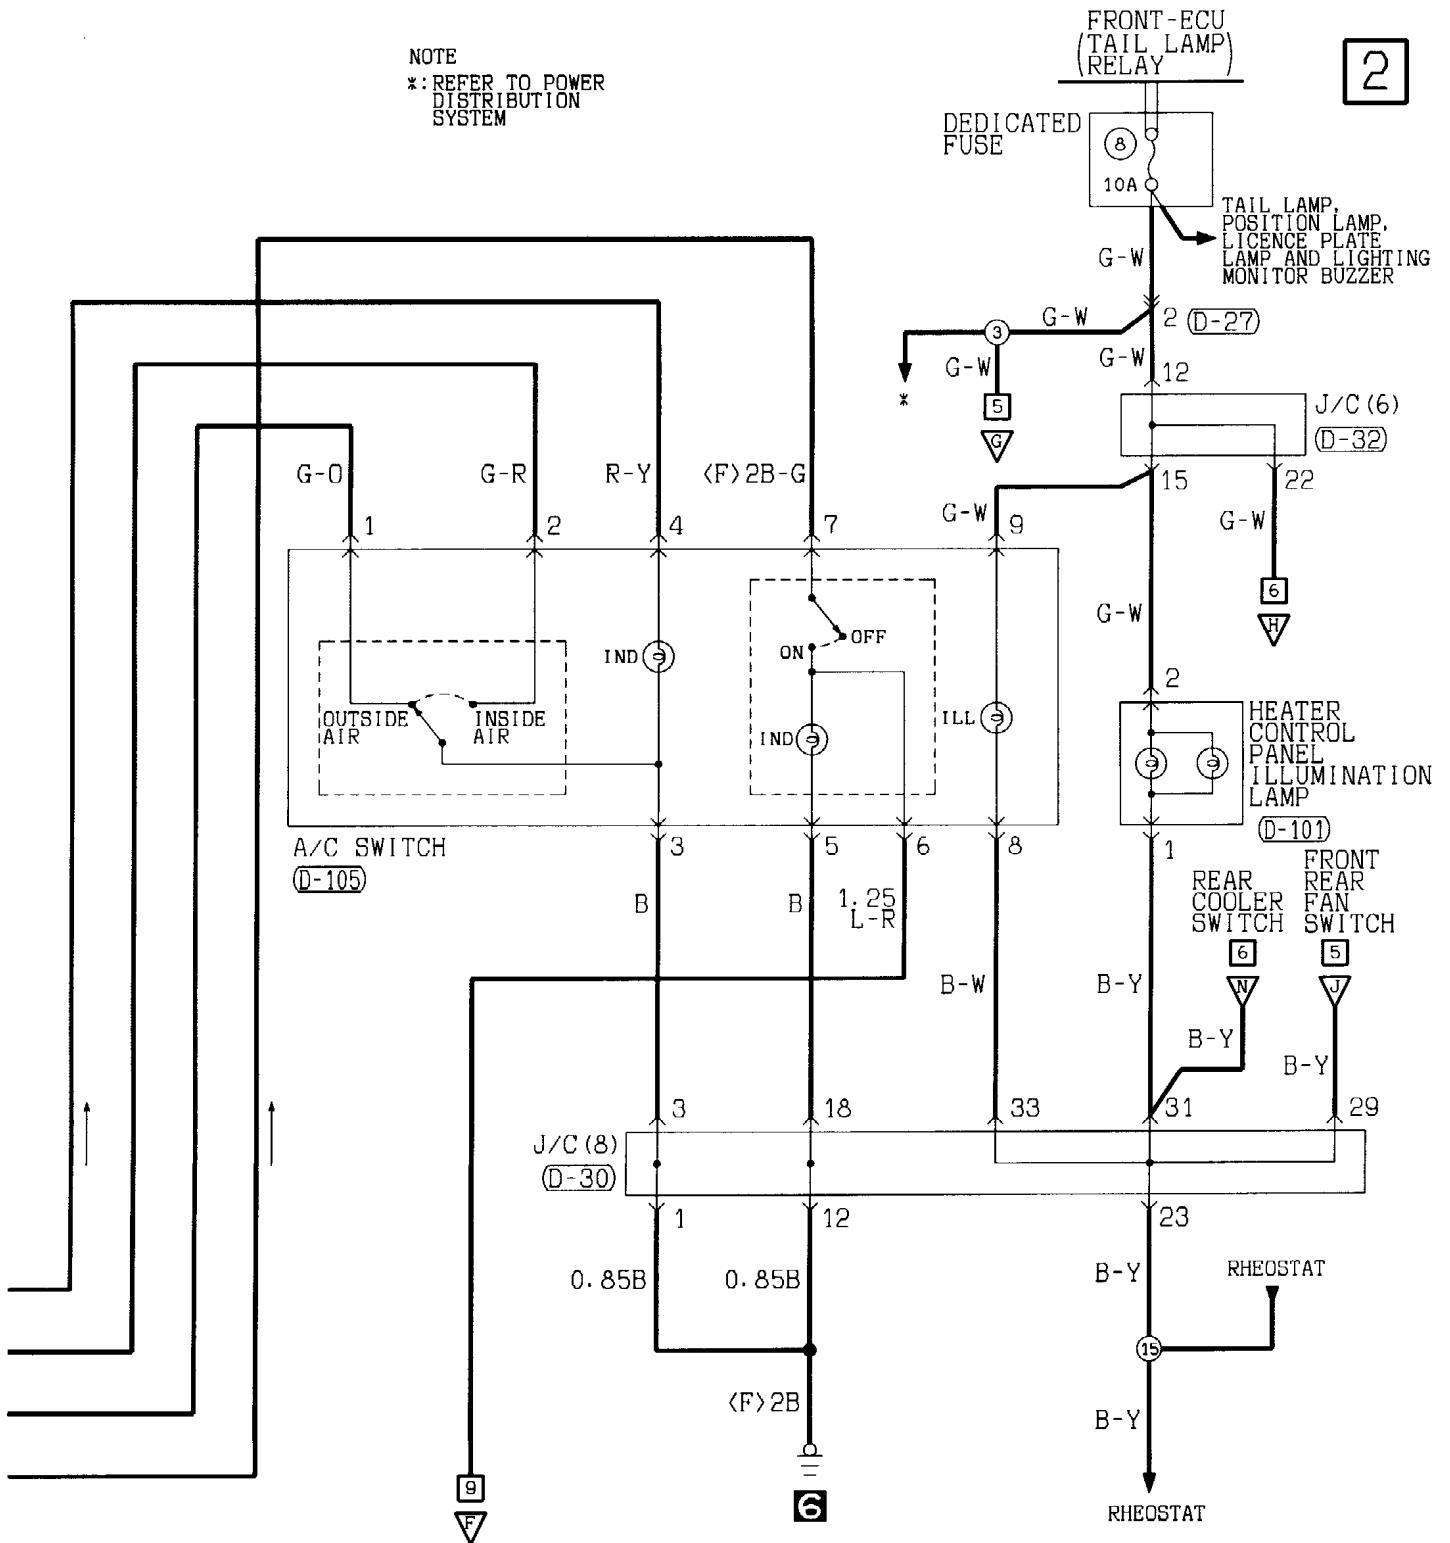 FRONT-ECU
(TAIL LAMP
RELAY)
2
NOTE
*: REFER TO POWER
DISTRIBUTION
SYSTEM
DEDICATED
FUSE
8
10A
TAIL LAMP,
POSITION LAMP,
LICENCE PLATE
LAMP AND LIGHTING
MONITOR BUZZER
G-W
2 (D-27)
G-W
3
G-W
G-W
12
*
5
G
J/C(6)
(D-32)
G-O
G-R
R-Y
<F>2B-G
G-W
15
22
G-W
1
2
4
7
9
6
H
G-W
OFF
ON
IND
2
OUTSIDE
AIR
INSIDE
AIR
IND
ILL
HEATER
CONTROL
PANEL
ILLUMINATION
LAMP
(D-101)
A/C SWITCH
(D-105)
3
5
6
8
1
B
B
1.25
L-R
REAR
COOLER
SWITCH
FRONT
REAR
FAN
SWITCH
6
5
N
J
B-W
B-Y
B-Y
B-Y
3
18
33
31
29
J/C(8)
(D-30)
1
12
23
0.85B
0.85B
B-Y
RHEOSTAT
15
<F>2B
B-Y
9
F
6
RHEOSTAT